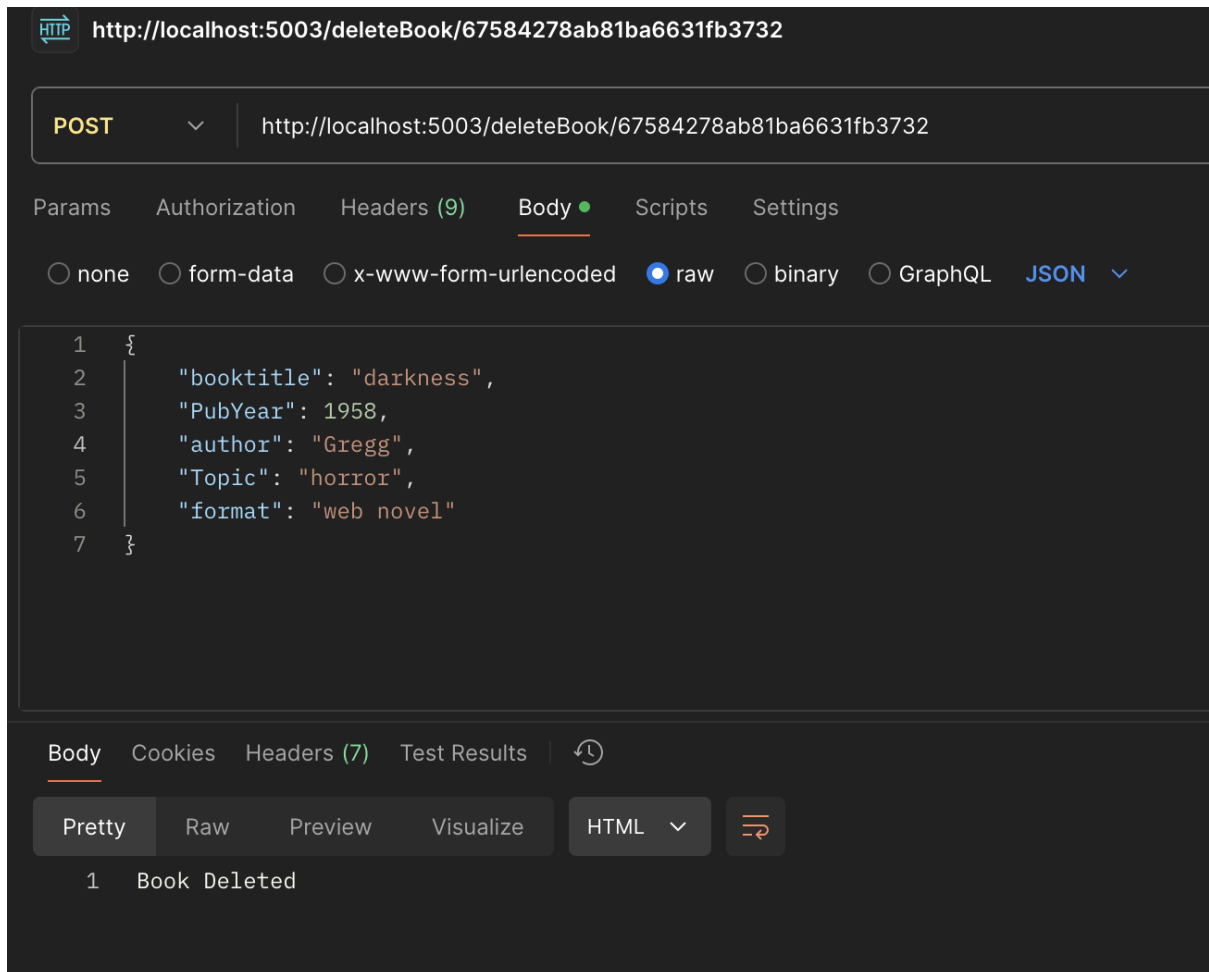 HTTP http://localhost:5003/deleteBook/67584278ab81ba6631fb3732
POST http://localhost:5003/deleteBook/67584278ab81ba6631fb3732
Params Authorization Headers (9) Body Scripts Settings
none form-data x-www-form-urlencoded raw binary GraphQL JSON
1 {
2 "booktitle": "darkness",
3 "PubYear": 1958,
4 "author": "Gregg",
5 "Topic": "horror",
6 "format": "web novel"
7 }
Body Cookies Headers (7) Test Results
Pretty Raw Preview Visualize HTML
1 Book Deleted